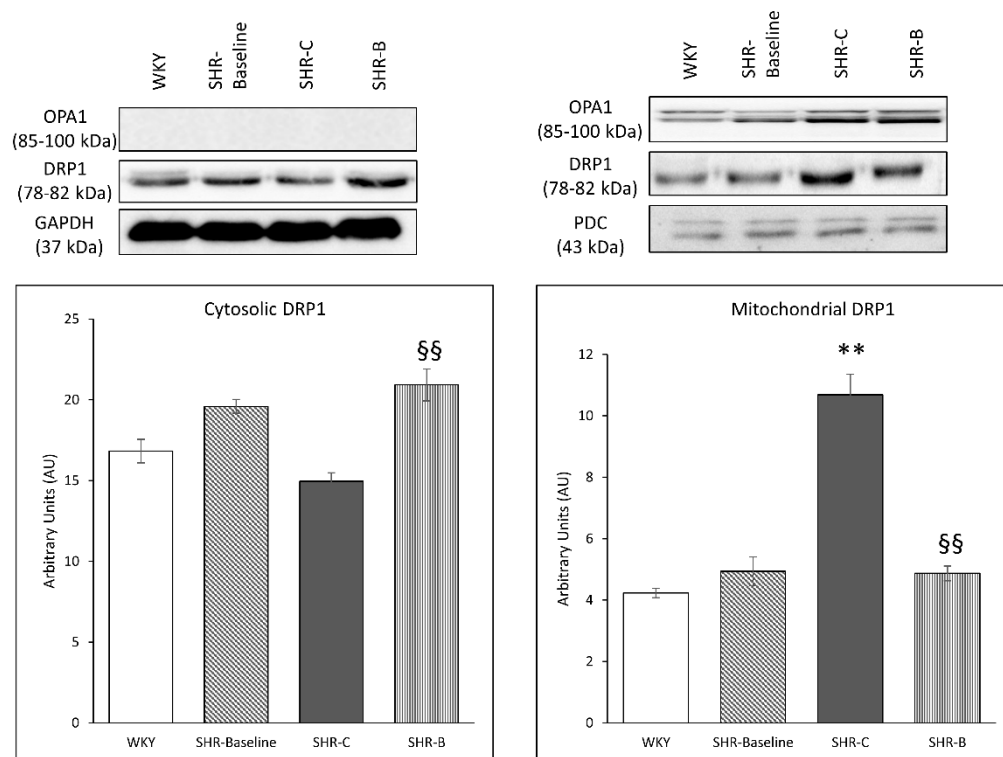 WKY
SHR-
Baseline
SHR-C
SHR-B
OPA1
(85-100 kDa)
DRP1
(78-82 kDa)
GAPDH
(37 kDa)
WKY
SHR-
Baseline
SHR-C
SHR-B
OPA1
(85-100 kDa)
DRP1
(78-82 kDa)
PDC
(43 kDa)
Cytosolic DRP1
Arbitrary Units (AU)
25
20
15
10
5
0
§§
WKY
SHR-Baseline
SHR-C
SHR-B
Mitochondrial DRP1
Arbitrary Units (AU)
12
10
8
6
4
2
0
**
§§
WKY
SHR-Baseline
SHR-C
SHR-B